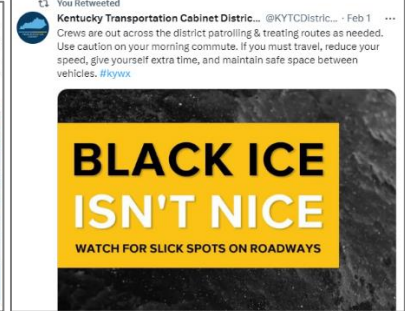 You Retweeted
Kentucky Transportation Cabinet Distric... @KYTCDistric... · Feb 1 ...
Crews are out across the district patrolling & treating routes as needed.
Use caution on your morning commute. If you must travel, reduce your
speed, give yourself extra time, and maintain safe space between
vehicles. #kywx
BLACK ICE
ISN'T NICE
WATCH FOR SLICK SPOTS ON ROADWAYS